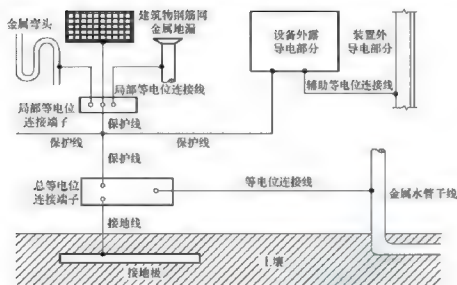 金属弯头
建筑物钢筋网
金属地漏
设备外露
导电部分
装置外
导电部分
局部等电位连接线
辅助等电位连接线
局部等电位
连接端子
保护线
保护线
保护线
保护线
总等电位
连接端子
等电位连接线
金属水管干线
接地线
土壤
接地极